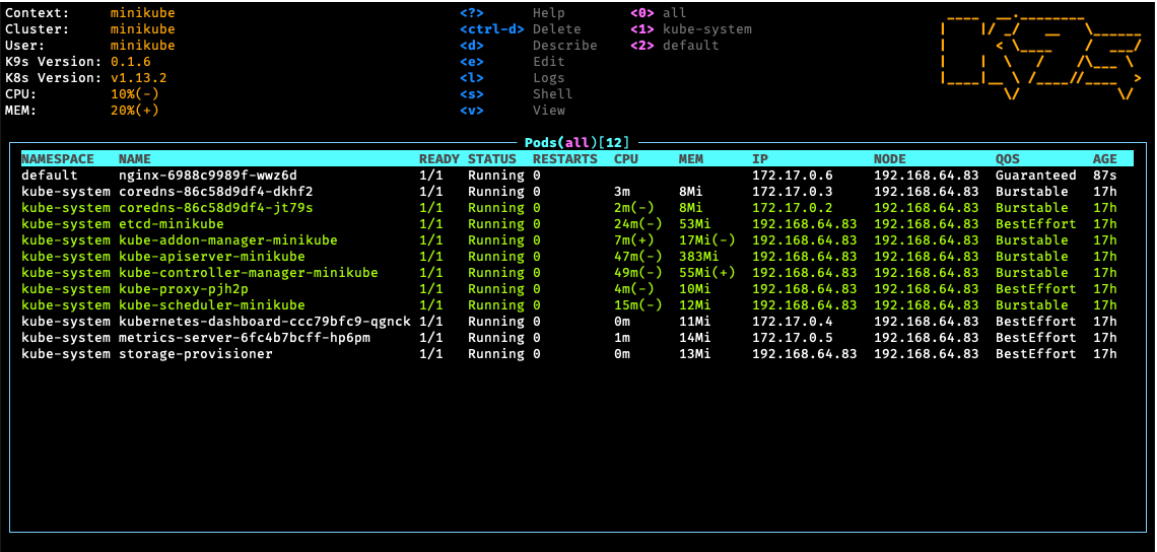 Context: minikube <?> Help <0> all
Cluster: minikube <ctrl-d> Delete <1> kube-system
User: minikube <d> Describe <2> default
K9s Version: 0.1.6 <e> Edit
K8s Version: v1.13.2 <l> Logs
CPU: 10%(-) <s> Shell
MEM: 20%(+) <v> View
K9s
Pods(all)[12]
NAMESPACE NAME READY STATUS RESTARTS CPU MEM IP NODE QOS AGE
default nginx-6988c9989f-wwz6d 1/1 Running 0 172.17.0.6 192.168.64.83 Guaranteed 87s
kube-system coredns-86c58d9df4-dkhf2 1/1 Running 0 3m 8Mi 172.17.0.3 192.168.64.83 Burstable 17h
kube-system coredns-86c58d9df4-jt79s 1/1 Running 0 2m(-) 8Mi 172.17.0.2 192.168.64.83 Burstable 17h
kube-system etcd-minikube 1/1 Running 0 24m(-) 53Mi 192.168.64.83 192.168.64.83 BestEffort 17h
kube-system kube-addon-manager-minikube 1/1 Running 0 7m(+) 17Mi(-) 192.168.64.83 192.168.64.83 Burstable 17h
kube-system kube-apiserver-minikube 1/1 Running 0 47m(-) 383Mi 192.168.64.83 192.168.64.83 Burstable 17h
kube-system kube-controller-manager-minikube 1/1 Running 0 49m(-) 55Mi(+) 192.168.64.83 192.168.64.83 Burstable 17h
kube-system kube-proxy-pjh2p 1/1 Running 0 4m(-) 10Mi 192.168.64.83 192.168.64.83 BestEffort 17h
kube-system kube-scheduler-minikube 1/1 Running 0 15m(-) 12Mi 192.168.64.83 192.168.64.83 Burstable 17h
kube-system kubernetes-dashboard-ccc79bfc9-qgnck 1/1 Running 0 0m 11Mi 172.17.0.4 192.168.64.83 BestEffort 17h
kube-system metrics-server-6fc4b7bcff-hp6pm 1/1 Running 0 1m 14Mi 172.17.0.5 192.168.64.83 BestEffort 17h
kube-system storage-provisioner 1/1 Running 0 0m 13Mi 192.168.64.83 192.168.64.83 BestEffort 17h